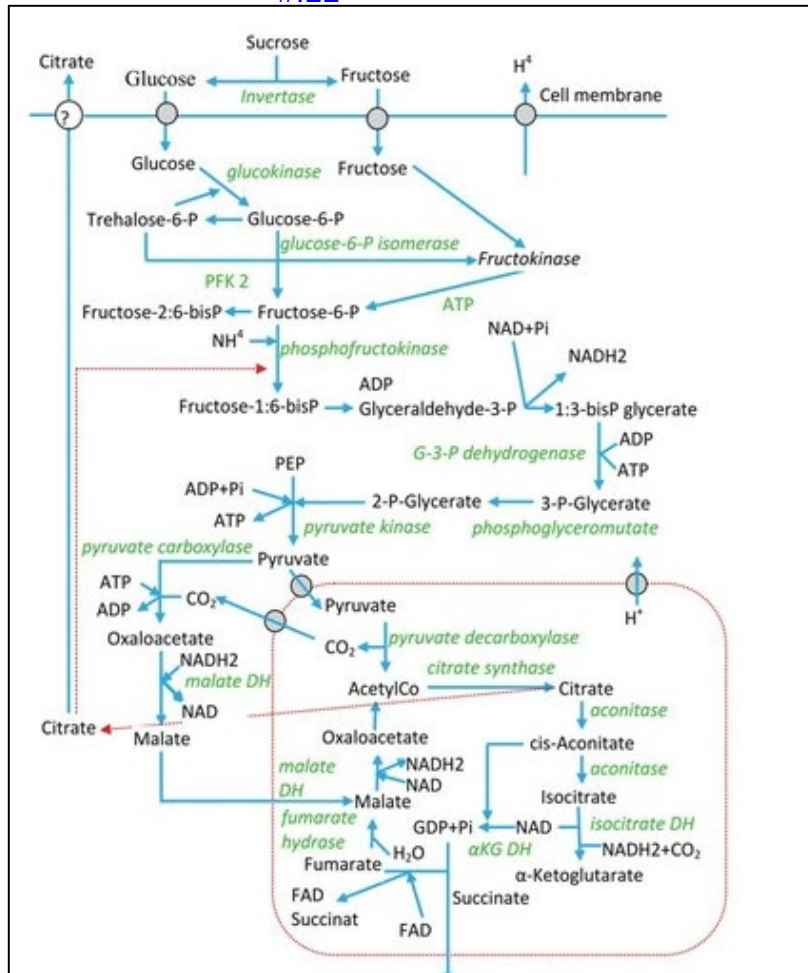 Sucrose
Citrate
Glucose
Fructose
H⁴
Invertase
Cell membrane
?
Glucose
glucokinase
Fructose
Trehalose-6-P
Glucose-6-P
glucose-6-P isomerase
Fructokinase
PFK 2
ATP
Fructose-2:6-bisP
Fructose-6-P
NAD+Pi
NH⁴
phosphofructokinase
NADH2
ADP
Fructose-1:6-bisP
Glyceraldehyde-3-P
1:3-bisP glycerate
G-3-P dehydrogenase
ADP
ATP
PEP
ADP+Pi
2-P-Glycerate
3-P-Glycerate
ATP
pyruvate kinase
phosphoglyceromutate
pyruvate carboxylase
Pyruvate
ATP
ADP
CO₂
Pyruvate
H⁺
Oxaloacetate
CO₂
pyruvate decarboxylase
NADH2
citrate synthase
malate DH
AcetylCo
Citrate
NAD
aconitase
Citrate
Malate
Oxaloacetate
cis-Aconitate
malate
DH
NADH2
NAD
aconitase
Malate
Isocitrate
fumarate
hydrase
GDP+Pi
NAD
isocitrate DH
H₂O
αKG DH
NADH2+CO₂
Fumarate
α-Ketoglutarate
FAD
Succinat
Succinate
FAD